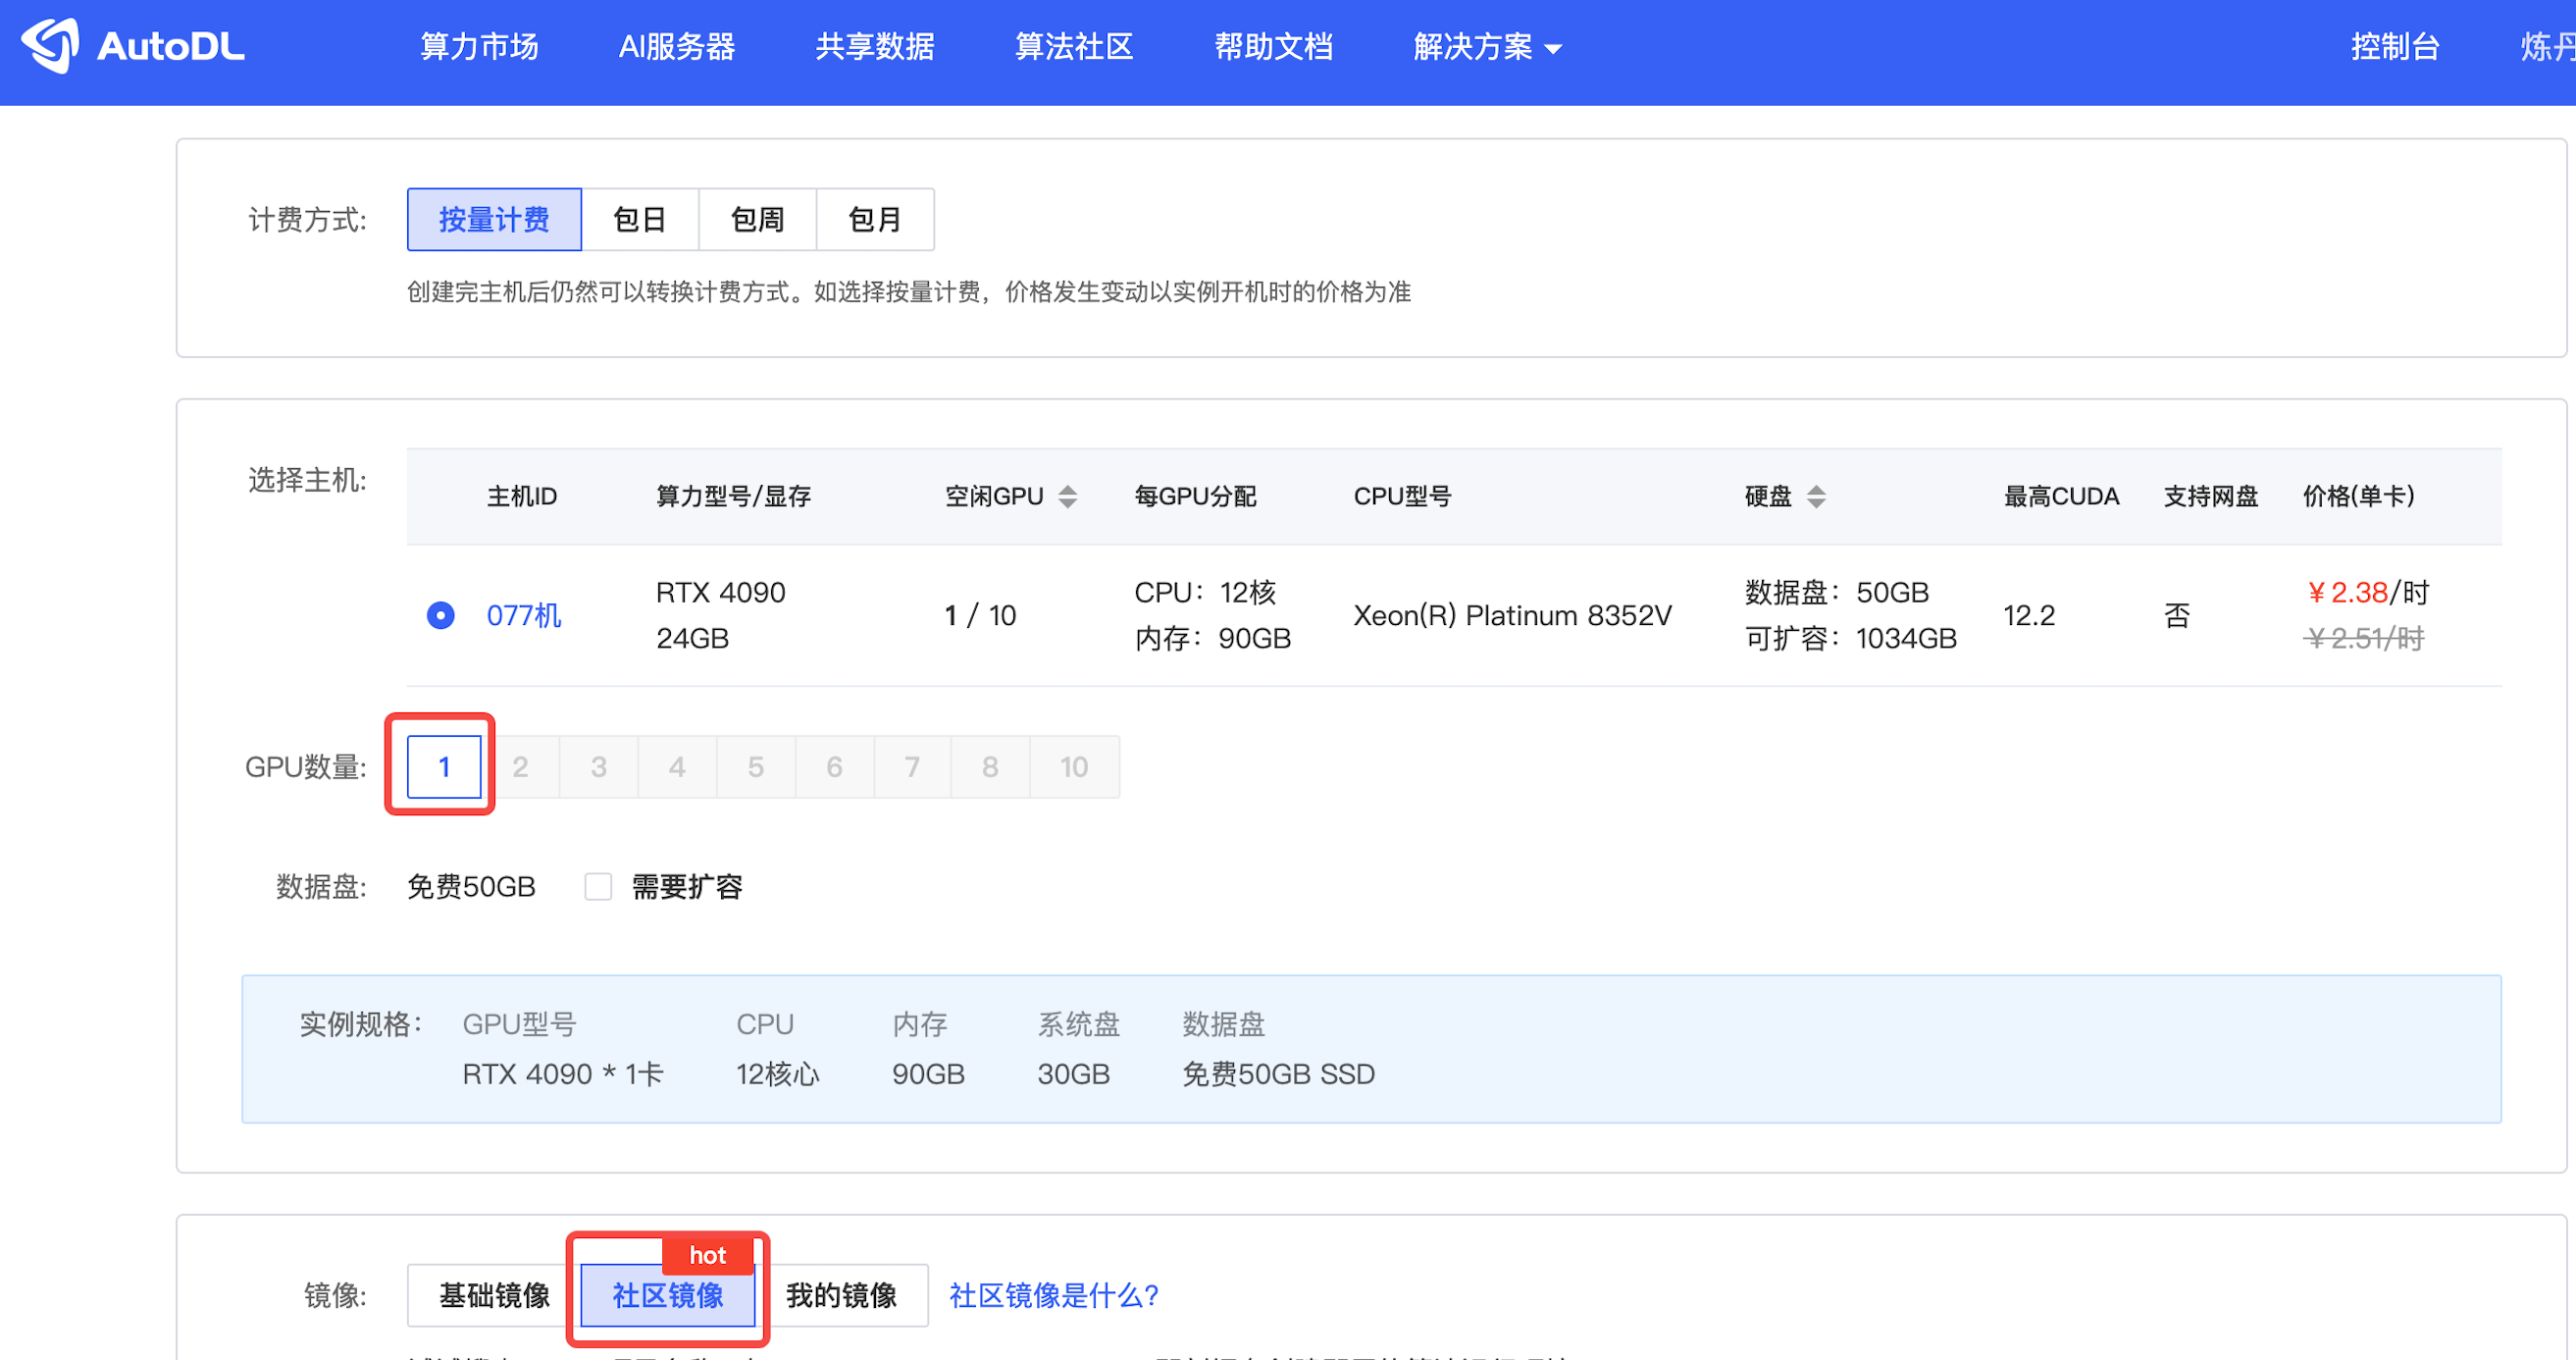 AutoDL 算力市场 AI服务器 共享数据 算法社区 帮助文档 解决方案 控制台 炼丹
计费方式: 按量计费 包日 包周 包月
创建完主机后仍然可以转换计费方式。如选择按量计费，价格发生变动以实例开机时的价格为准
选择主机: 主机ID 算力型号/显存 空闲GPU 每GPU分配 CPU型号 硬盘 最高CUDA 支持网盘 价格(单卡)
RTX 4090 CPU：12核 数据盘：50GB ￥2.38/时
077机 1 / 10 Xeon(R) Platinum 8352V 12.2 否
24GB 内存：90GB 可扩容：1034GB ￥2.51/时
GPU数量: 1 2 3 4 5 6 7 8 10
数据盘: 免费50GB 需要扩容
实例规格： GPU型号 CPU 内存 系统盘 数据盘
RTX 4090 * 1卡 12核心 90GB 30GB 免费50GB SSD
hot
镜像: 基础镜像 社区镜像 我的镜像 社区镜像是什么?